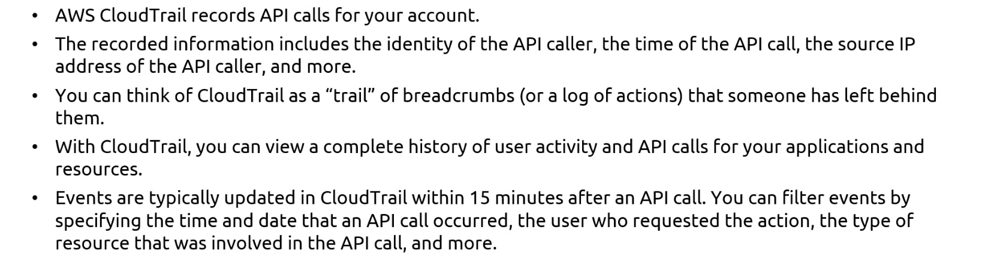 • AWS CloudTrail records API calls for your account.
• The recorded information includes the identity of the API caller, the time of the API call, the source IP
address of the API caller, and more.
• You can think of CloudTrail as a “trail” of breadcrumbs (or a log of actions) that someone has left behind
them.
• With CloudTrail, you can view a complete history of user activity and API calls for your applications and
resources.
• Events are typically updated in CloudTrail within 15 minutes after an API call. You can filter events by
specifying the time and date that an API call occurred, the user who requested the action, the type of
resource that was involved in the API call, and more.